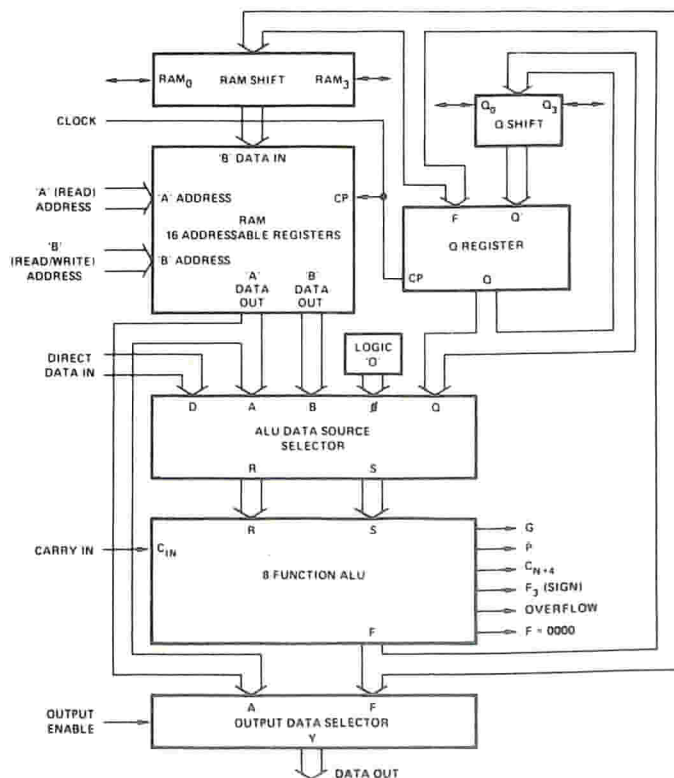 RAM0 RAM SHIFT RAM3
Q0 Q3
Q SHIFT
CLOCK
'B' DATA IN
'A' (READ)
ADDRESS
'A' ADDRESS
CP
RAM
16 ADDRESSABLE REGISTERS
'B'
(READ/WRITE)
ADDRESS
'B' ADDRESS
'A'
DATA
OUT
'B'
DATA
OUT
F Q
Q REGISTER
CP
Q
LOGIC
'0'
DIRECT
DATA IN
D A B Ø Q
ALU DATA SOURCE
SELECTOR
R S
R S
CARRY IN
CIN
8 FUNCTION ALU
F
G
P
CN+4
F3 (SIGN)
OVERFLOW
F = 0000
A F
OUTPUT
ENABLE
OUTPUT DATA SELECTOR
Y
DATA OUT